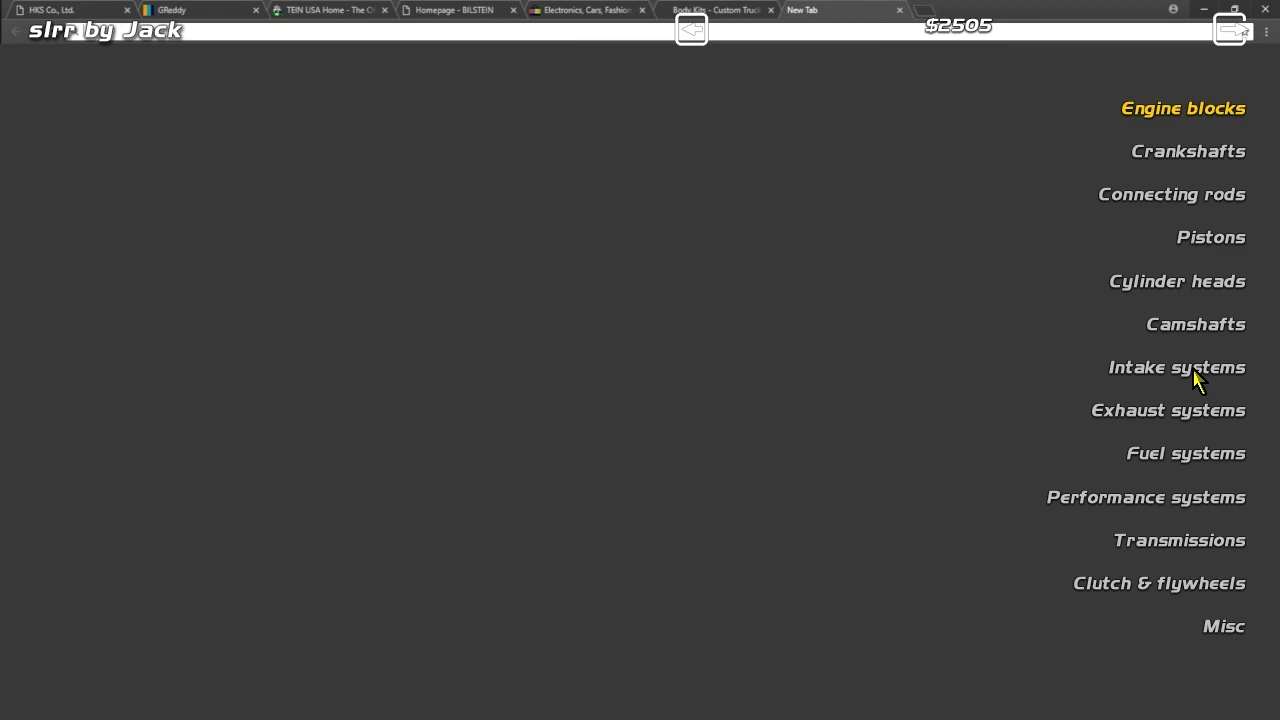 HKS Co., Ltd.
GReddy
TEIN USA Home - The O
Homepage - BILSTEIN
Electronics, Cars, Fashion
Body Kits - Custom Truck
New Tab
slrr by Jack
$2505
Engine blocks
Crankshafts
Connecting rods
Pistons
Cylinder heads
Camshafts
Intake systems
Exhaust systems
Fuel systems
Performance systems
Transmissions
Clutch & flywheels
Misc